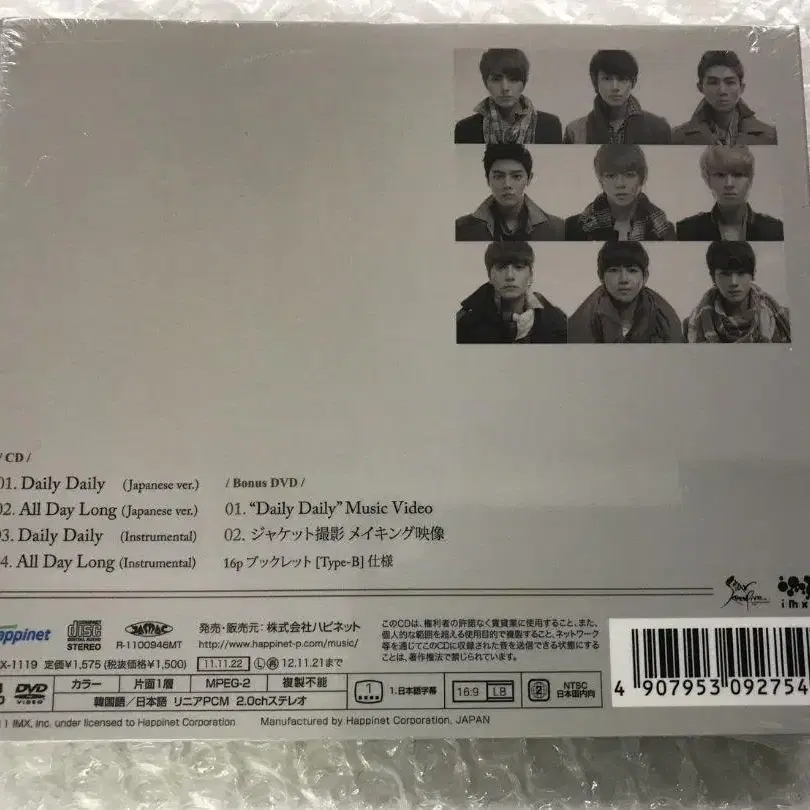 / CD /
01. Daily Daily (Japanese ver.)
02. All Day Long (Japanese ver.)
03. Daily Daily (Instrumental)
04. All Day Long (Instrumental)
/ Bonus DVD /
01. “Daily Daily” Music Video
02. ジャケット撮影 メイキング映像
16p ブックレット [Type-B] 仕様
imx
happinet
disc
DIGITAL AUDIO
STEREO
JASRAC
R-1100946MT
発売・販売元：株式会社ハピネット
http://www.happinet-p.com/music/
このCDは、権利者の許諾なく賃貸業に使用すること、また、
個人的な範囲を超える使用目的で複製すること、ネットワーク
等を通じてこのCDに収録された音を送信できる状態にする
ことは、著作権法で禁じられています。
X-1119 定価¥1,575 (税抜価格¥1,500) 11.11.22 Ⓛ 12.11.21まで
DVD VIDEO
カラー 片面1層 MPEG-2 複製不能
韓国語／日本語 リニアPCM 2.0chステレオ
1 1.日本語字幕
16:9 LB
2 NTSC 日本国内向
4 907953 092754
11 IMX, Inc. under licensed to Happinet Corporation Manufactured by Happinet Corporation, JAPAN